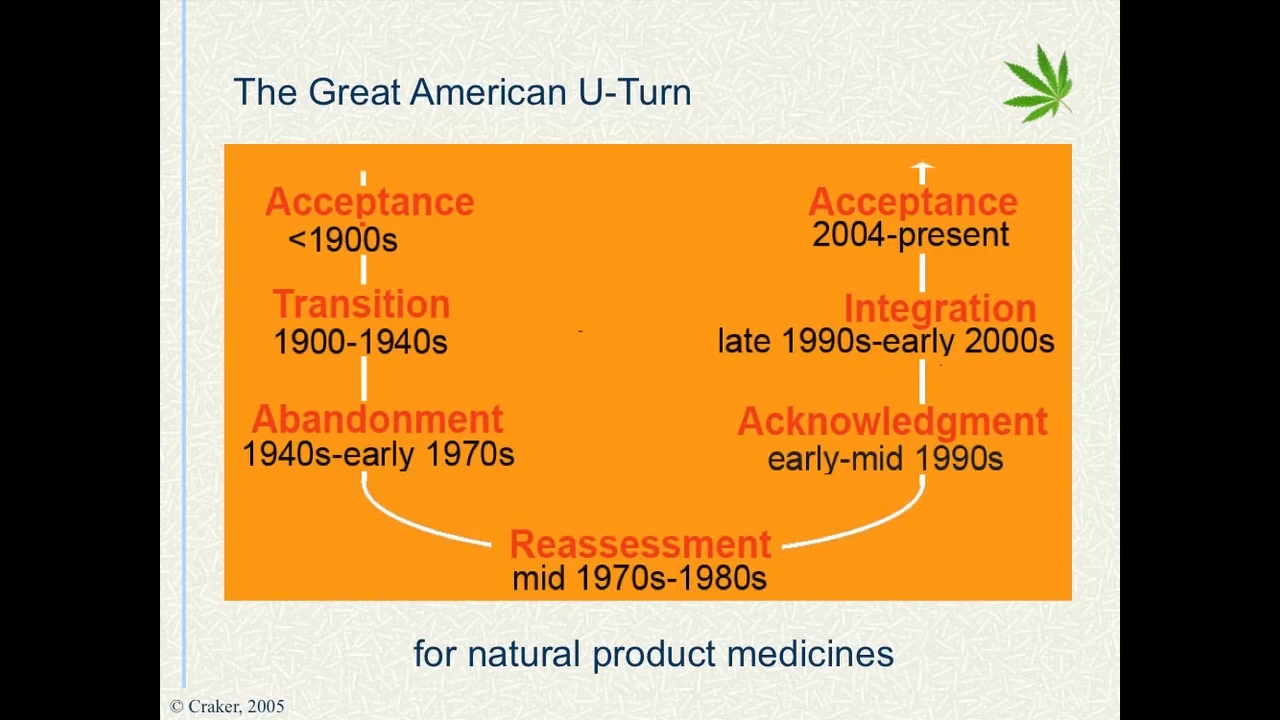 The Great American U-Turn
Acceptance
<1900s
Transition
1900-1940s
Abandonment
1940s-early 1970s
Reassessment
mid 1970s-1980s
Acknowledgment
early-mid 1990s
Integration
late 1990s-early 2000s
Acceptance
2004-present
for natural product medicines
© Craker, 2005